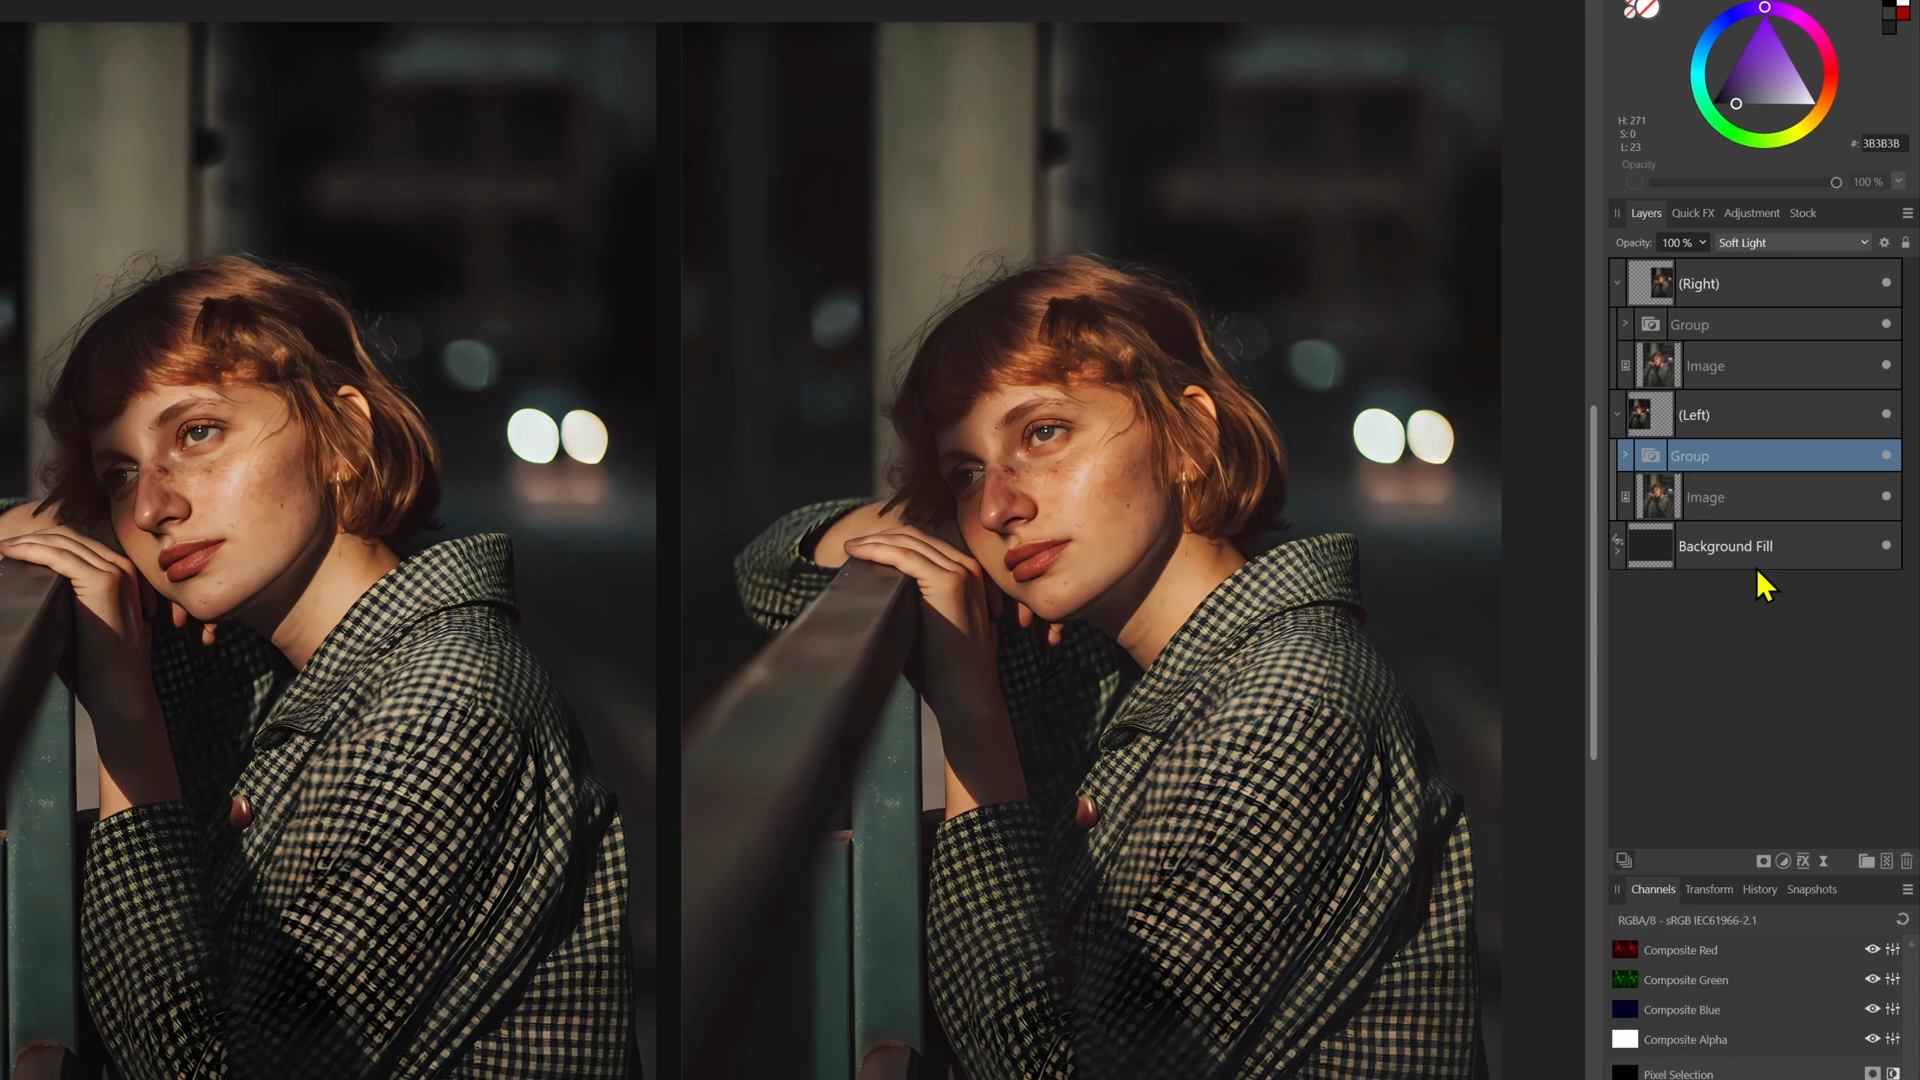 H: 271
S: 0
L: 23
#: 3B3B3B
Opacity
100 %
Layers Quick FX Adjustment Stock
Opacity: 100 % Soft Light
(Right)
Group
Image
(Left)
Group
Image
Background Fill
FX
Channels Transform History Snapshots
RGBA/8 - sRGB IEC61966-2.1
Composite Red
Composite Green
Composite Blue
Composite Alpha
Pixel Selection